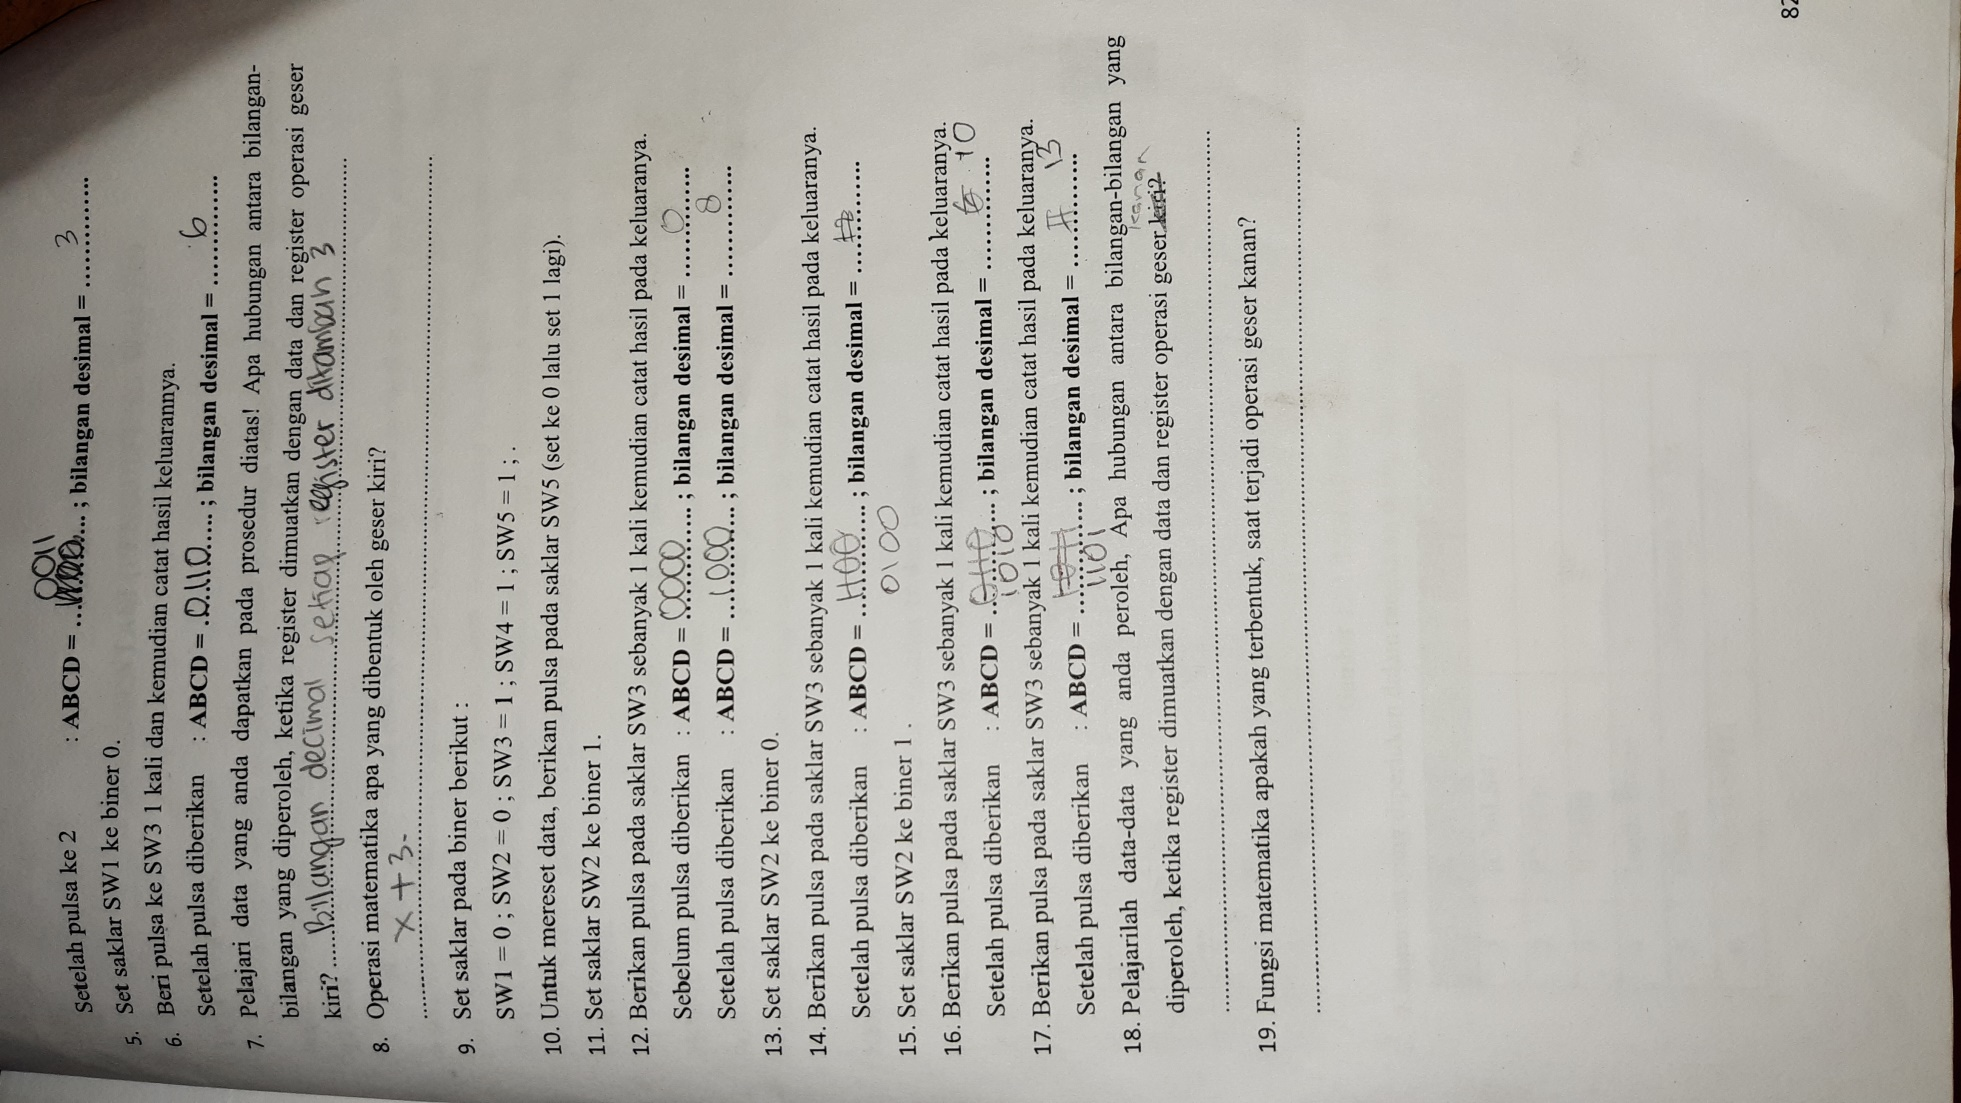 0011
Setelah pulsa ke 2 : ABCD = ............ ; bilangan desimal = ............ 3
5. Set saklar SW1 ke biner 0.
6. Beri pulsa ke SW3 1 kali dan kemudian catat hasil keluarannya.
Setelah pulsa diberikan : ABCD = ..0110.....; bilangan desimal = ............ 6
7. Pelajari data yang anda dapatkan pada prosedur diatas! Apa hubungan antara bilangan-
bilangan yang diperoleh, ketika register dimuatkan dengan data dan register operasi geser
kiri? ..... Billangan decimal setiap register ditambah 3
8. Operasi matematika apa yang dibentuk oleh geser kiri?
x + 3.
9. Set saklar pada biner berikut :
SW1 = 0 ; SW2 = 0 ; SW3 = 1 ; SW4 = 1 ; SW5 = 1 ; .
10. Untuk mereset data, berikan pulsa pada saklar SW5 (set ke 0 lalu set 1 lagi).
11. Set saklar SW2 ke biner 1.
12. Berikan pulsa pada saklar SW3 sebanyak 1 kali kemudian catat hasil pada keluaranya.
Sebelum pulsa diberikan : ABCD = 0000 ; bilangan desimal = ............ 0
Setelah pulsa diberikan : ABCD = ....1000...; bilangan desimal = ............ 8
13. Set saklar SW2 ke biner 0.
14. Berikan pulsa pada saklar SW3 sebanyak 1 kali kemudian catat hasil pada keluaranya.
Setelah pulsa diberikan : ABCD = ..1100.....; bilangan desimal = ............
0100
15. Set saklar SW2 ke biner 1 .
16. Berikan pulsa pada saklar SW3 sebanyak 1 kali kemudian catat hasil pada keluaranya.
Setelah pulsa diberikan : ABCD = ..0110.....; bilangan desimal = ............ 6 10
1010
17. Berikan pulsa pada saklar SW3 sebanyak 1 kali kemudian catat hasil pada keluaranya.
Setelah pulsa diberikan : ABCD = ..1011.....; bilangan desimal = ............ 11 13
1101
18. Pelajarilah data-data yang anda peroleh, Apa hubungan antara bilangan-bilangan yang
kanan
diperoleh, ketika register dimuatkan dengan data dan register operasi geser kiri?
19. Fungsi matematika apakah yang terbentuk, saat terjadi operasi geser kanan?